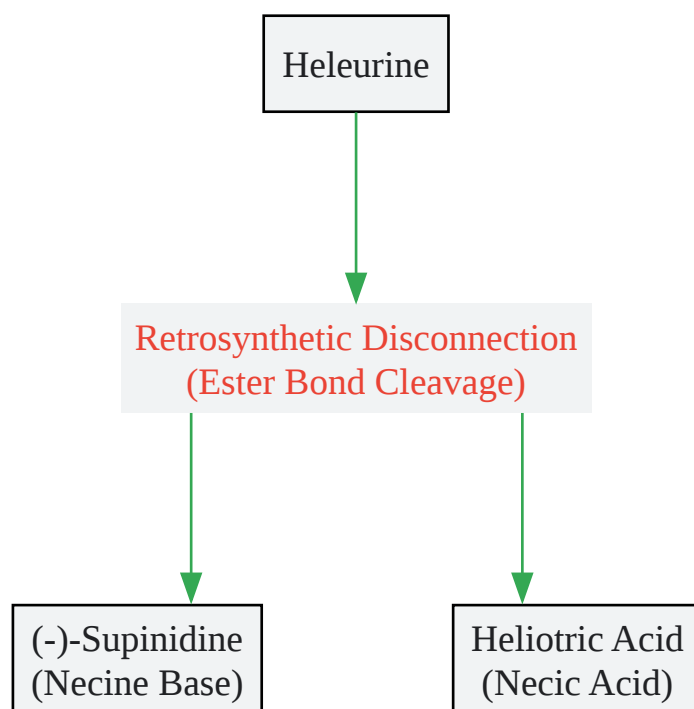 Heleurine
Retrosynthetic Disconnection
(Ester Bond Cleavage)
(-)-Supinidine
(Necine Base)
Heliotric Acid
(Necic Acid)